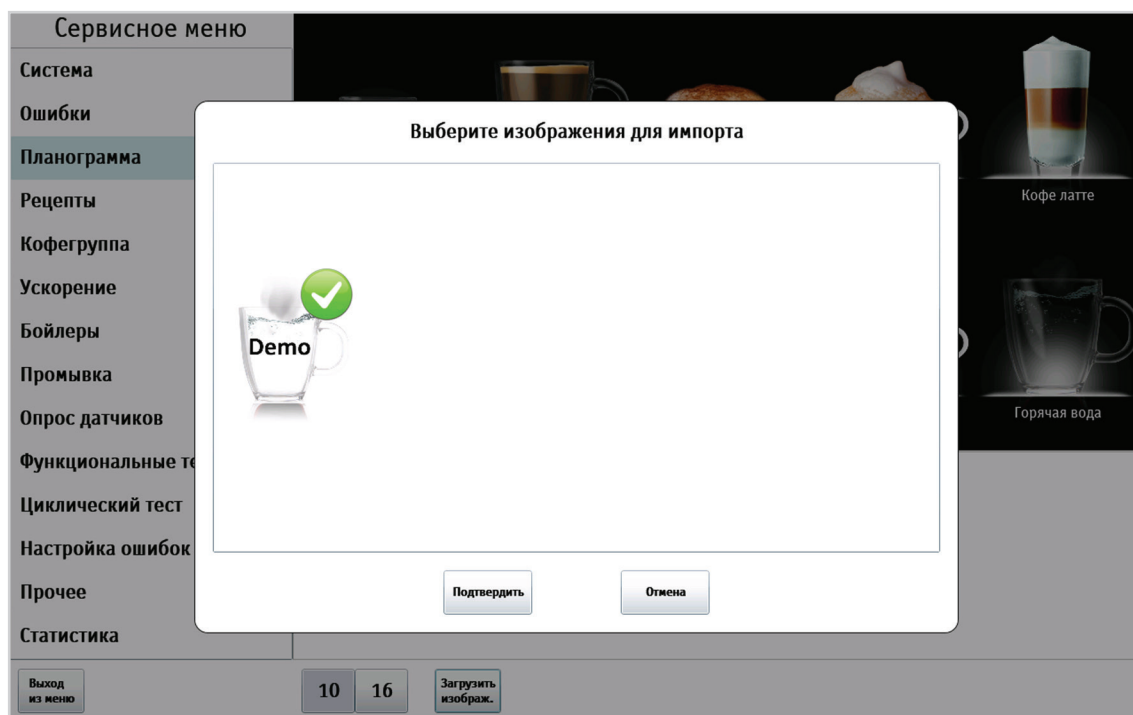 Сервисное меню
Система
Ошибки
Планограмма
Рецепты
Кофегруппа
Ускорение
Бойлеры
Промывка
Опрос датчиков
Функциональные
Циклический тест
Настройка ошибок
Прочее
Статистика
Выход
из меню
Выберите изображения для импорта
Demo
Подтвердить
Отмена
Кофе латте
Горячая вода
10
16
Загрузить
изображ.